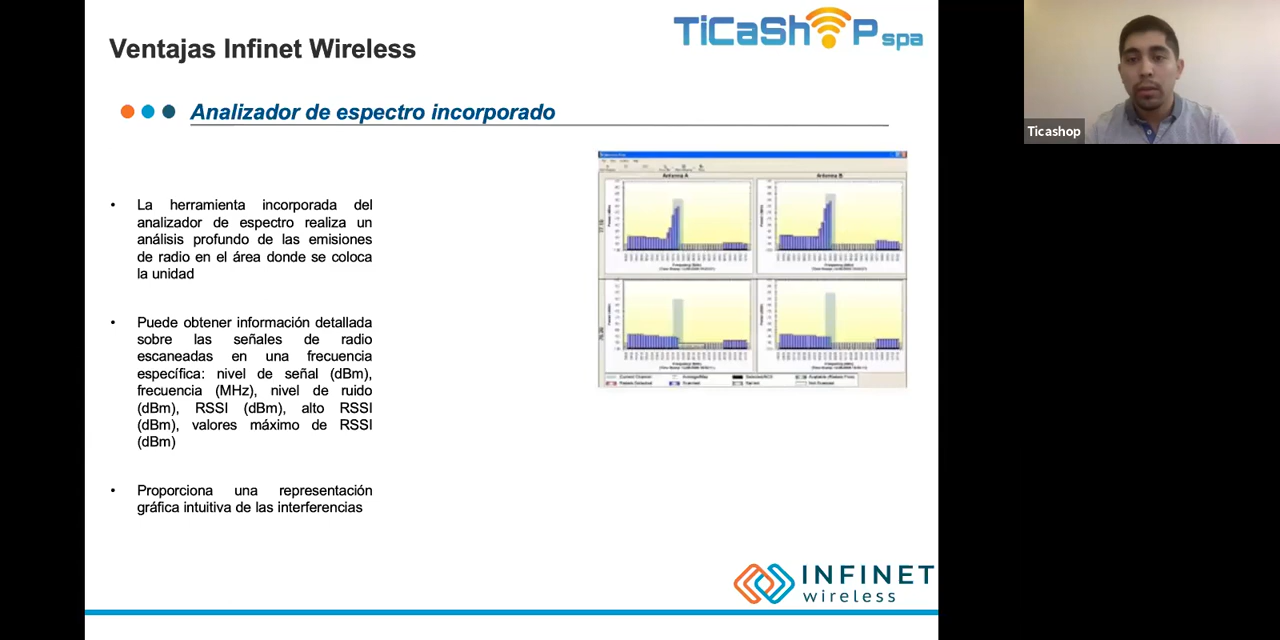 Ventajas Infinet Wireless
TiCaShop spa
Analizador de espectro incorporado
Ticashop
• La herramienta incorporada del
analizador de espectro realiza un
análisis profundo de las emisiones
de radio en el área donde se coloca
la unidad
• Puede obtener información detallada
sobre las señales de radio
escaneadas en una frecuencia
específica: nivel de señal (dBm),
frecuencia (MHz), nivel de ruido
(dBm), RSSI (dBm), alto RSSI
(dBm), valores máximo de RSSI
(dBm)
• Proporciona una representación
gráfica intuitiva de las interferencias
Antenna A
Antenna B
INFINET
wireless